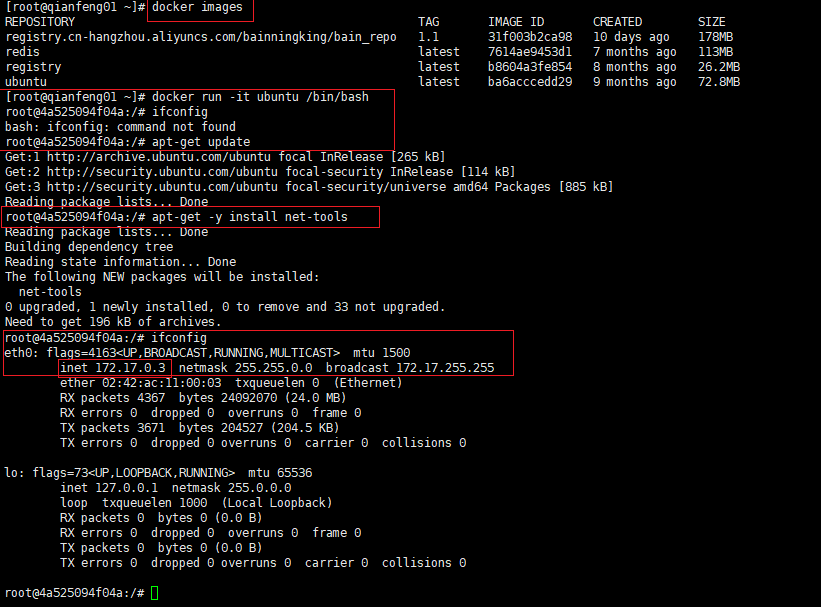 [root@qianfeng01 ~]# docker images
REPOSITORY TAG IMAGE ID CREATED SIZE
registry.cn-hangzhou.aliyuncs.com/bainningking/bain_repo 1.1 31f003b2ca98 10 days ago 178MB
redis latest 7614ae9453d1 7 months ago 113MB
registry latest b8604a3fe854 8 months ago 26.2MB
ubuntu latest ba6acccedd29 9 months ago 72.8MB
[root@qianfeng01 ~]# docker run -it ubuntu /bin/bash
root@4a525094f04a:/# ifconfig
bash: ifconfig: command not found
root@4a525094f04a:/# apt-get update
Get:1 http://archive.ubuntu.com/ubuntu focal InRelease [265 kB]
Get:2 http://security.ubuntu.com/ubuntu focal-security InRelease [114 kB]
Get:3 http://security.ubuntu.com/ubuntu focal-security/universe amd64 Packages [885 kB]
Reading package lists... Done
root@4a525094f04a:/# apt-get -y install net-tools
Reading package lists... Done
Building dependency tree
Reading state information... Done
The following NEW packages will be installed:
net-tools
0 upgraded, 1 newly installed, 0 to remove and 33 not upgraded.
Need to get 196 kB of archives.
root@4a525094f04a:/# ifconfig
eth0: flags=4163<UP,BROADCAST,RUNNING,MULTICAST> mtu 1500
inet 172.17.0.3 netmask 255.255.0.0 broadcast 172.17.255.255
ether 02:42:ac:11:00:03 txqueuelen 0 (Ethernet)
RX packets 4367 bytes 24092070 (24.0 MB)
RX errors 0 dropped 0 overruns 0 frame 0
TX packets 3671 bytes 204527 (204.5 KB)
TX errors 0 dropped 0 overruns 0 carrier 0 collisions 0
lo: flags=73<UP,LOOPBACK,RUNNING> mtu 65536
inet 127.0.0.1 netmask 255.0.0.0
loop txqueuelen 1000 (Local Loopback)
RX packets 0 bytes 0 (0.0 B)
RX errors 0 dropped 0 overruns 0 frame 0
TX packets 0 bytes 0 (0.0 B)
TX errors 0 dropped 0 overruns 0 carrier 0 collisions 0
root@4a525094f04a:/#